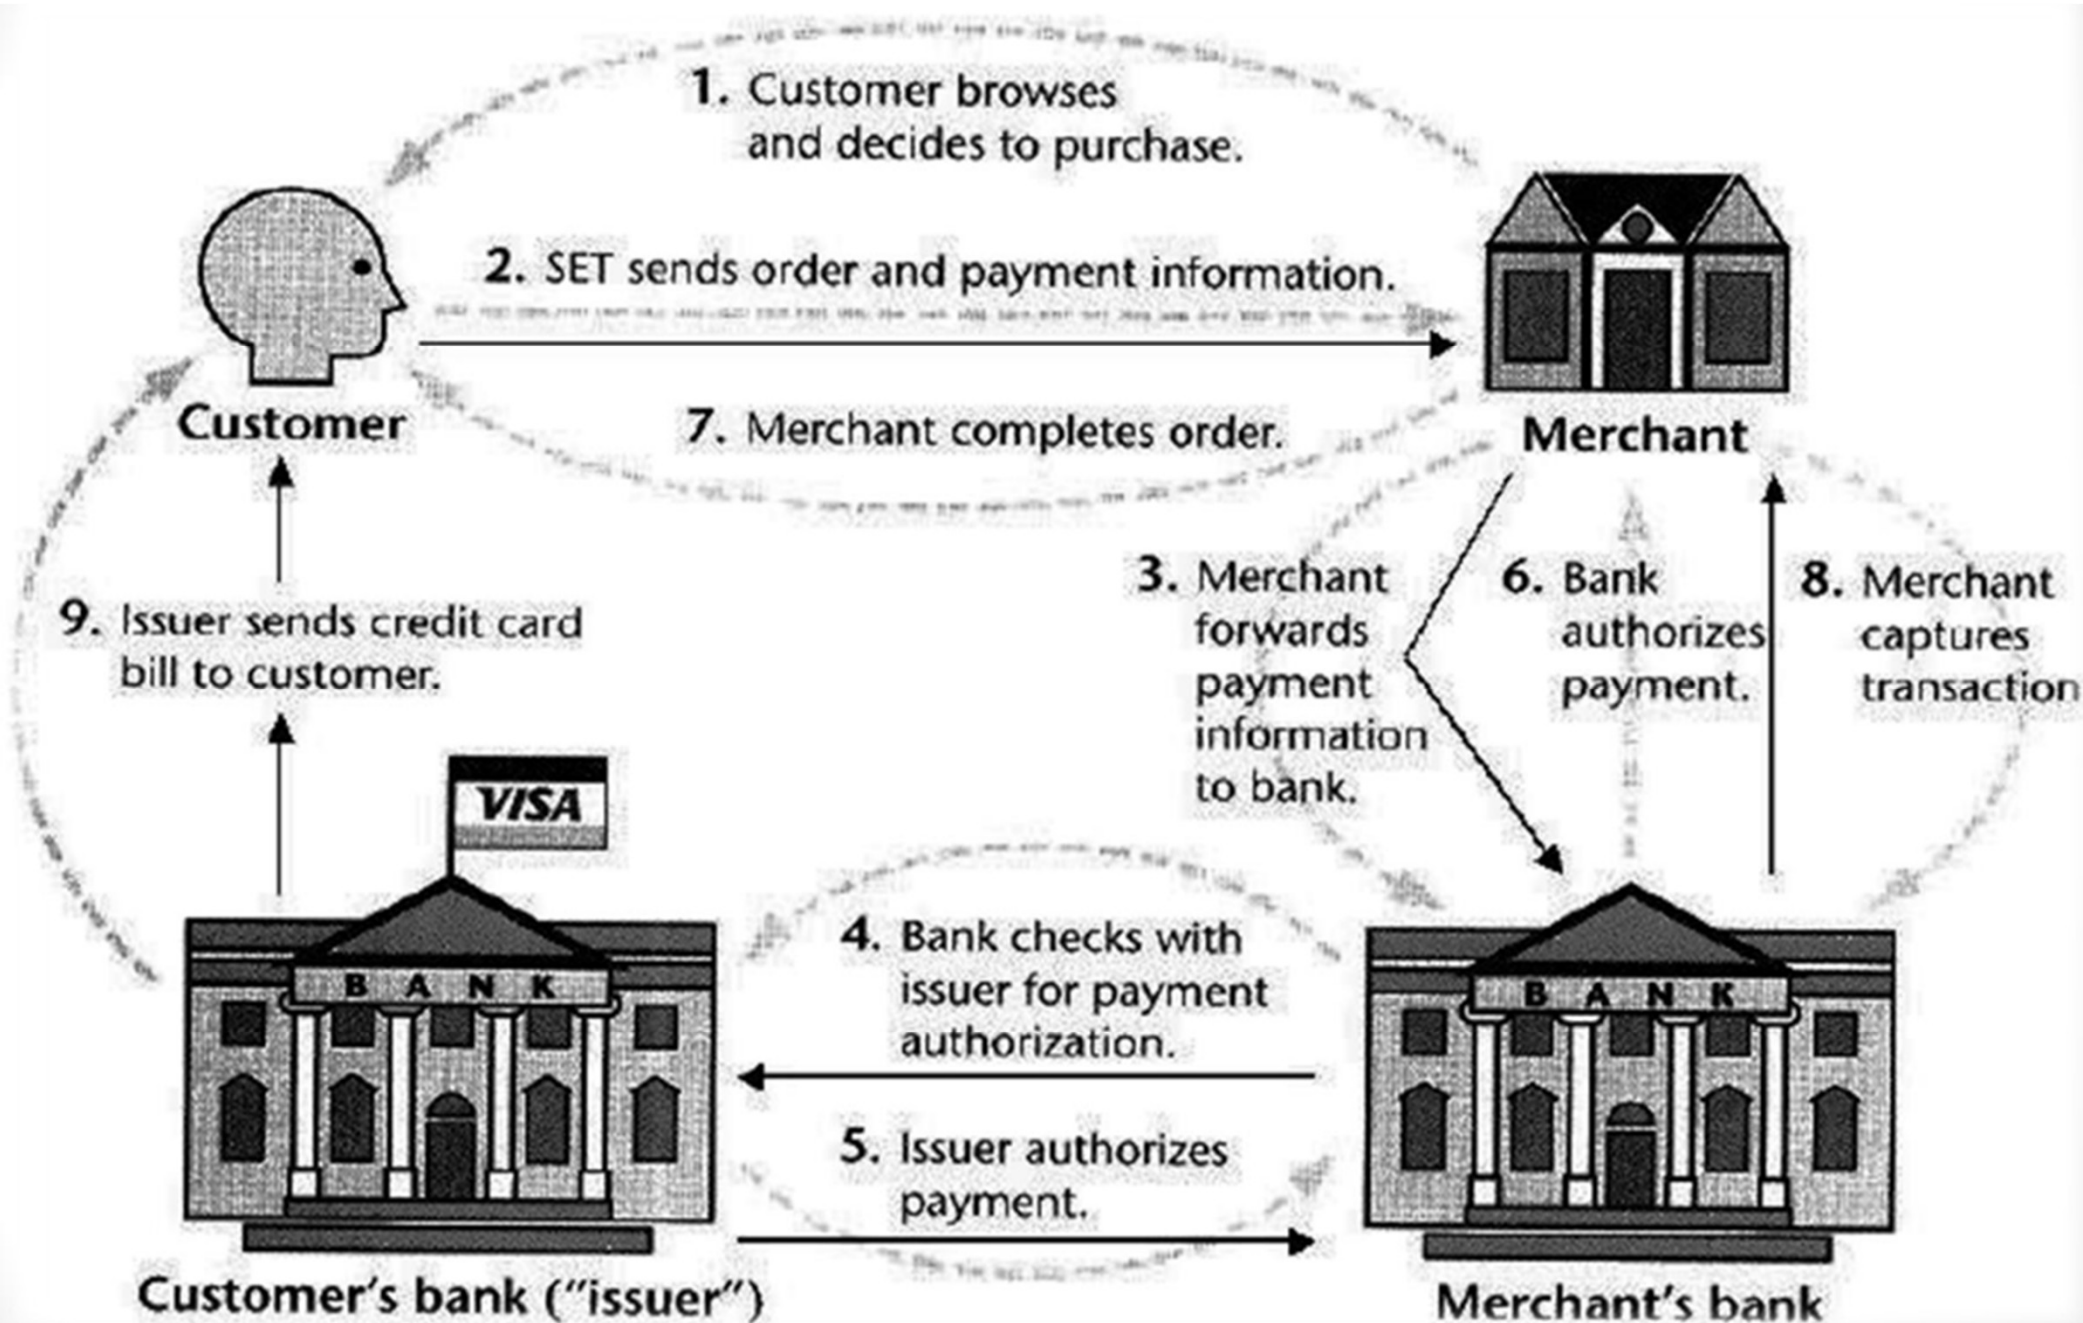 1. Customer browses
and decides to purchase.
2. SET sends order and payment information.
Customer
7. Merchant completes order.
Merchant
3. Merchant
forwards
payment
information
to bank.
6. Bank
authorizes
payment.
8. Merchant
captures
transaction
9. Issuer sends credit card
bill to customer.
VISA
BANK
4. Bank checks with
issuer for payment
authorization.
BANK
5. Issuer authorizes
payment.
Customer's bank ("issuer")
Merchant's bank